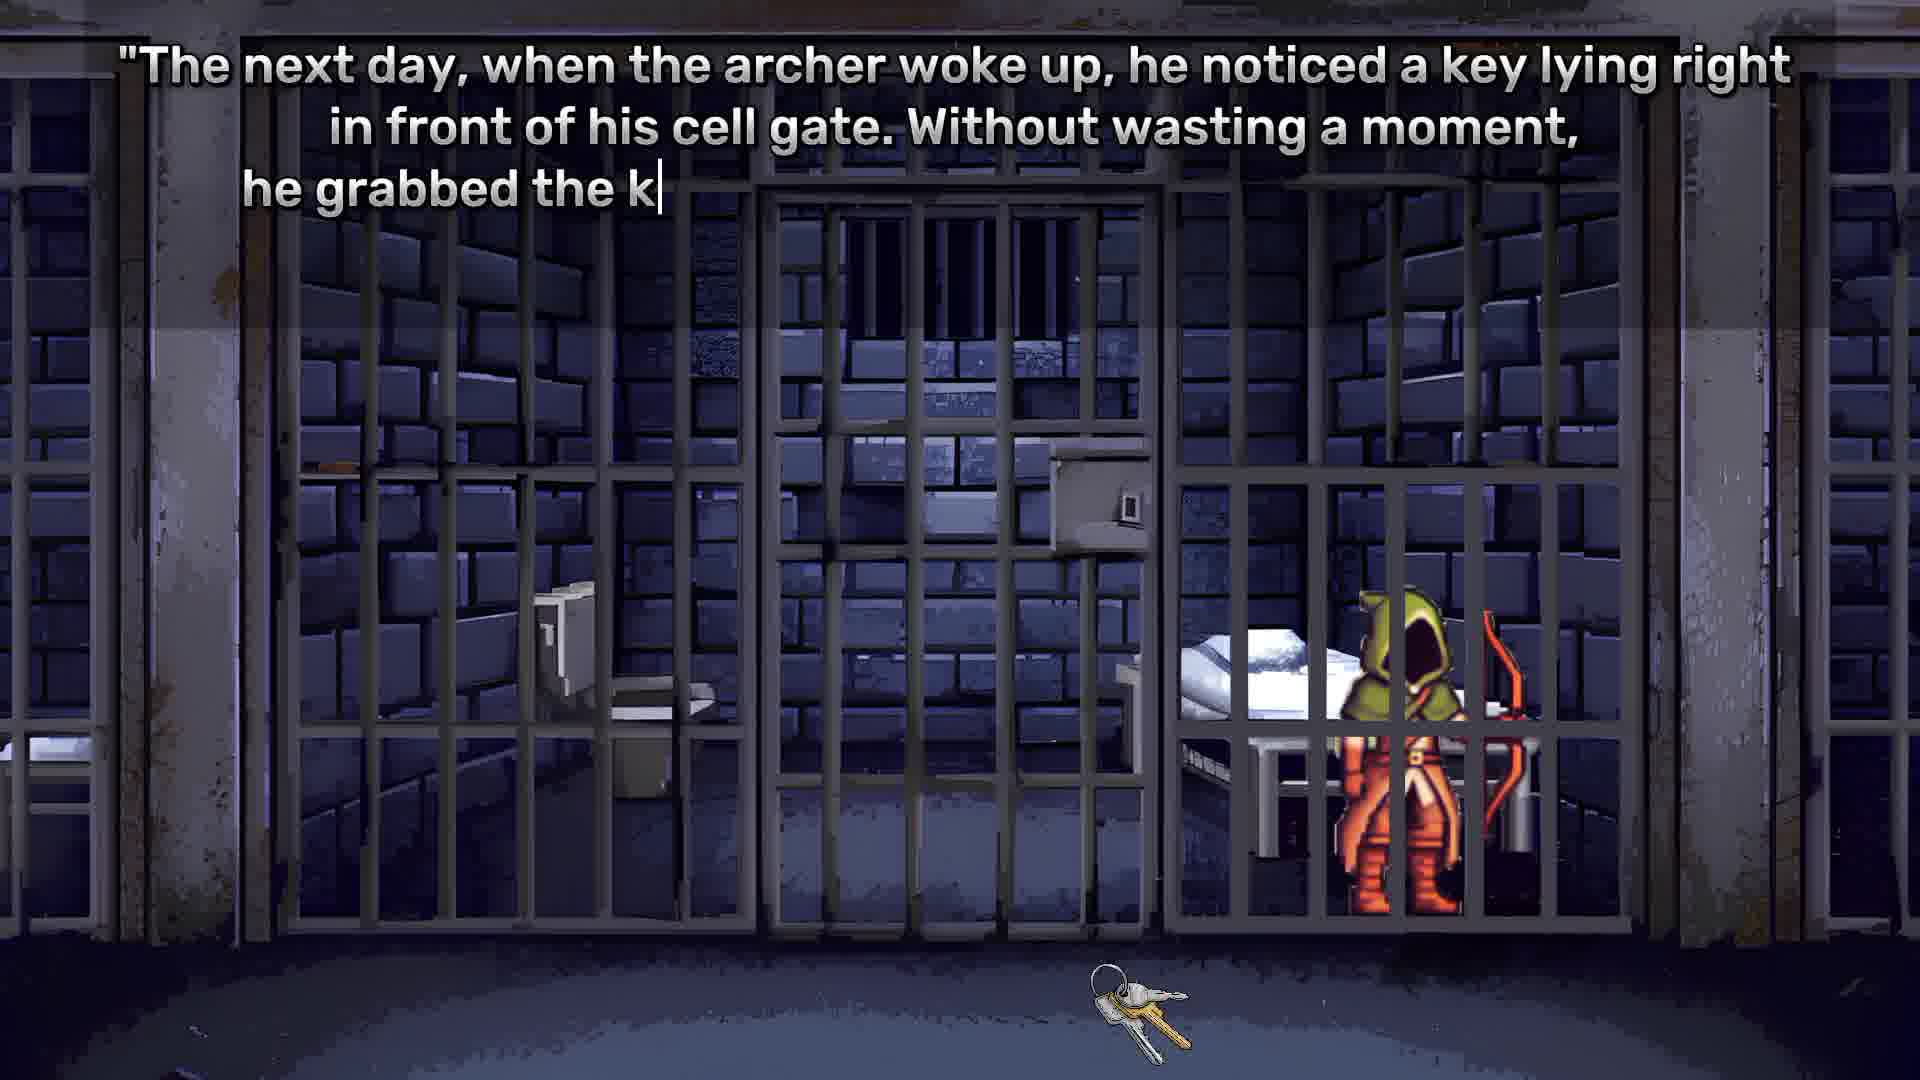 "The next day, when the archer woke up, he noticed a key lying right
in front of his cell gate. Without wasting a moment,
he grabbed the k